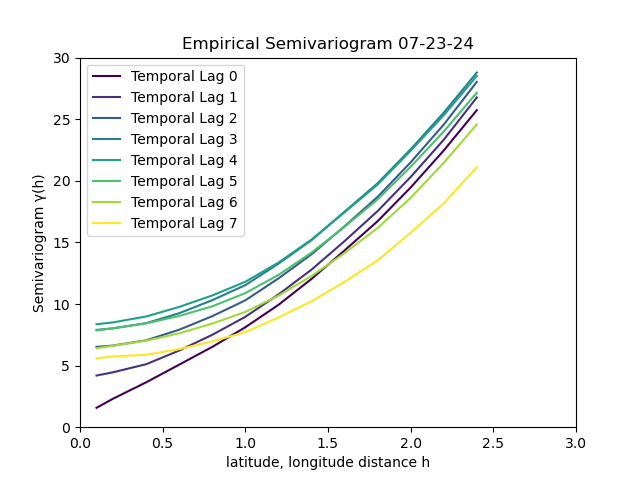 Empirical Semivariogram 07-23-24
Semivariogram γ(h)
30
25
20
15
10
5
0
Temporal Lag 0
Temporal Lag 1
Temporal Lag 2
Temporal Lag 3
Temporal Lag 4
Temporal Lag 5
Temporal Lag 6
Temporal Lag 7
0.0 0.5 1.0 1.5 2.0 2.5 3.0
latitude, longitude distance h